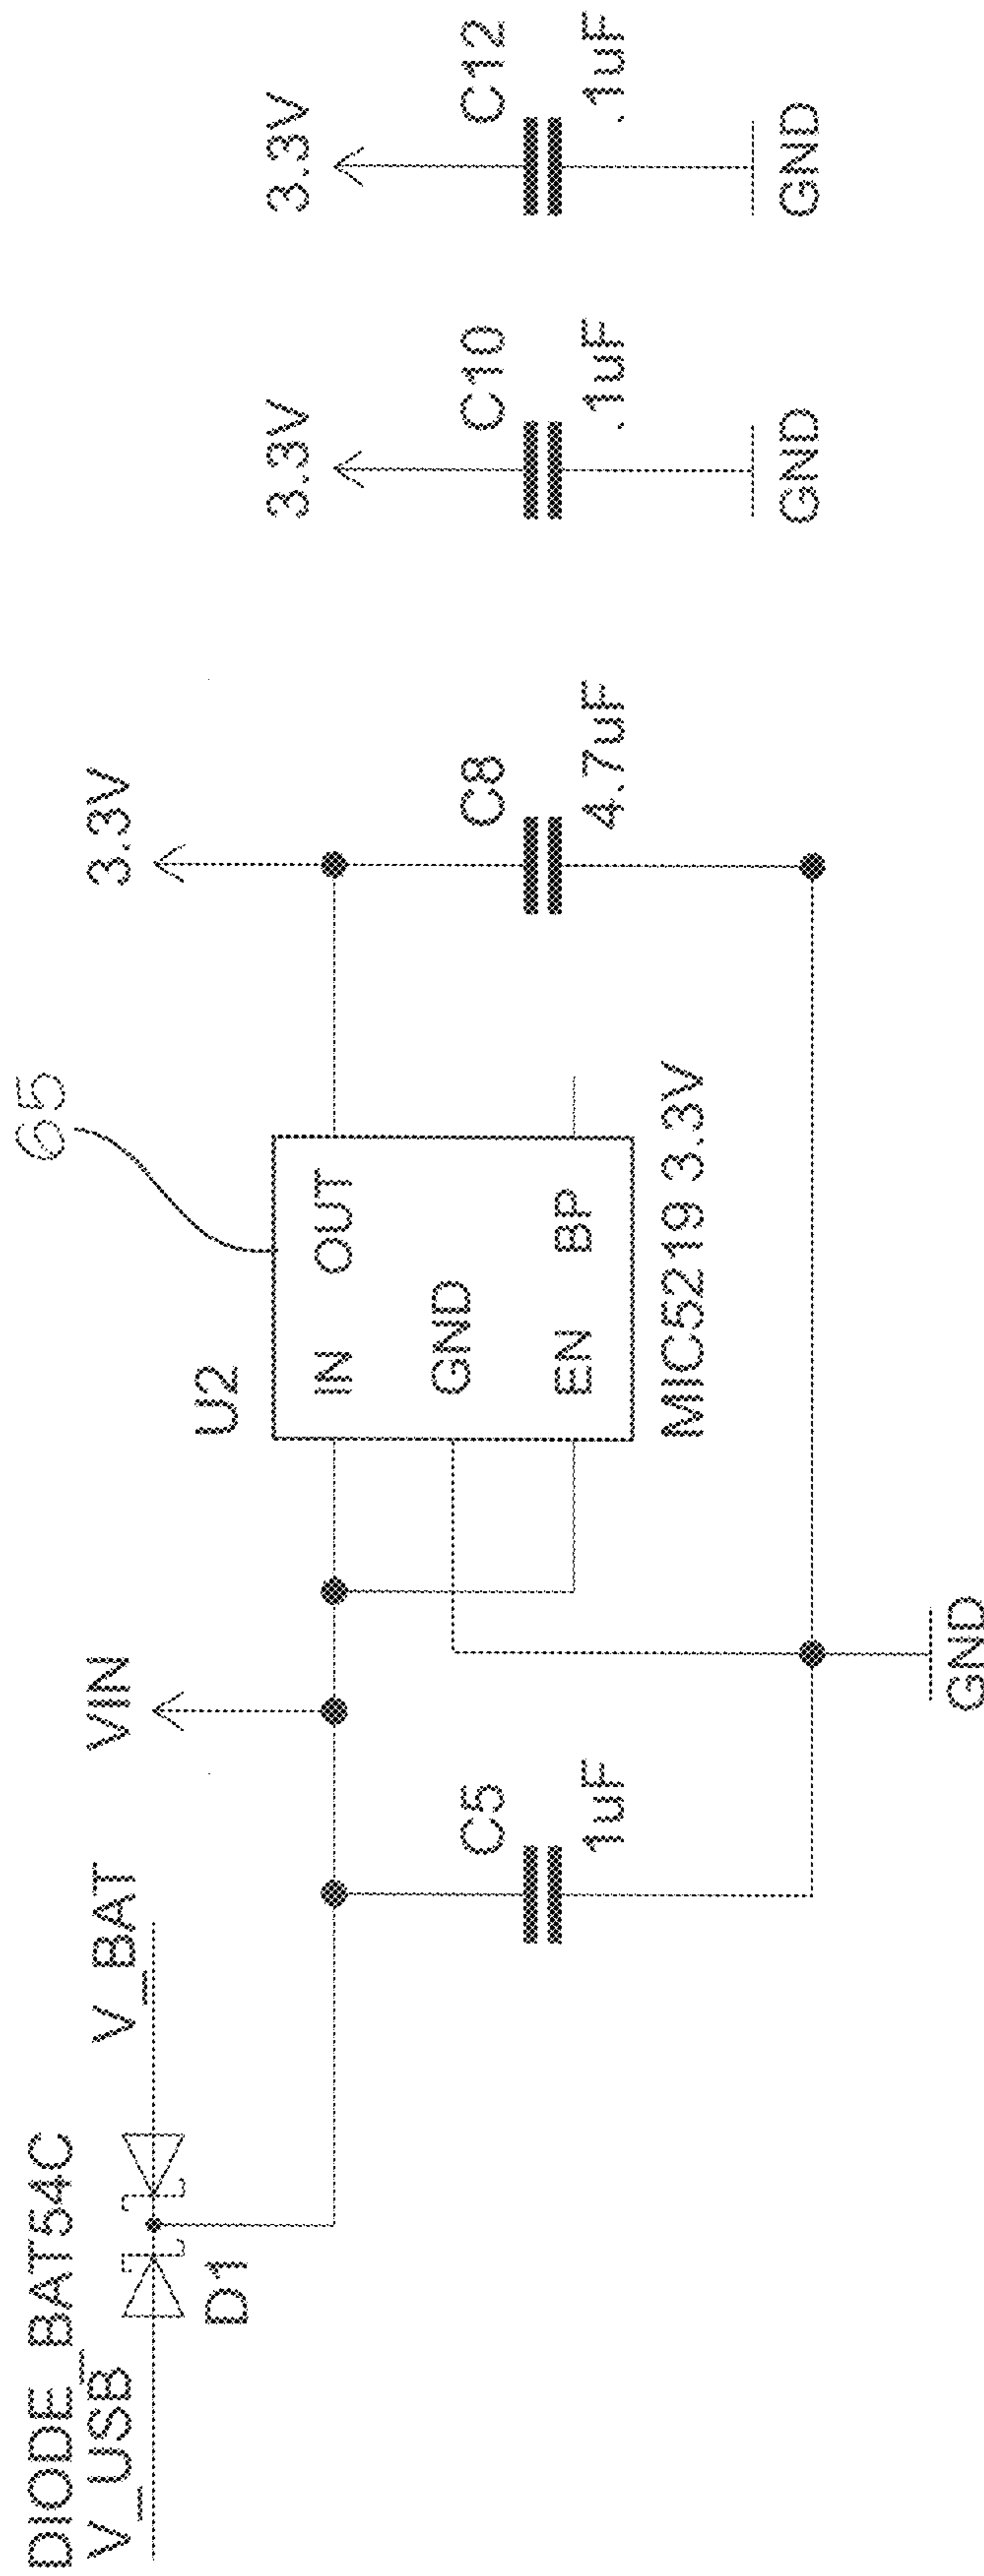 DIODE_BAT54C
V_USB
V_BAT
D1
VIN
C5
1uF
GND
U2
65
IN
OUT
GND
EN
BP
MIC5219 3.3V
3.3V
C8
4.7uF
3.3V
C10
.1uF
GND
3.3V
C12
.1uF
GND